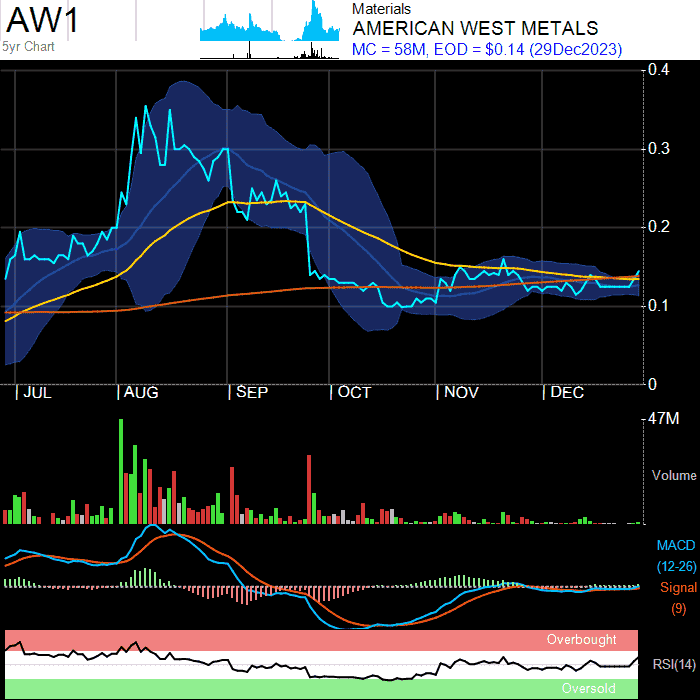 AW1
5yr Chart
Materials
AMERICAN WEST METALS
MC = 58M, EOD = $0.14 (29Dec2023)
0.4
0.3
0.2
0.1
0
JUL AUG SEP OCT NOV DEC
47M
Volume
MACD
(12-26)
Signal
(9)
Overbought
RSI(14)
Oversold